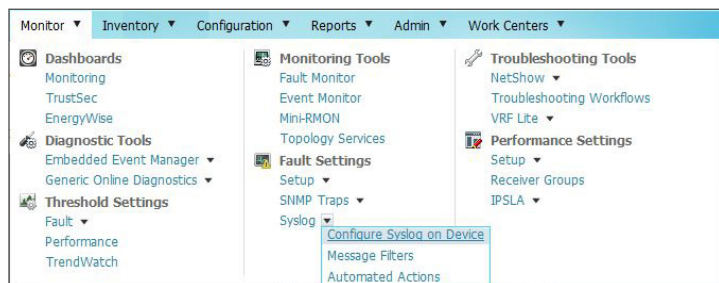 Monitor ▼ Inventory ▼ Configuration ▼ Reports ▼ Admin ▼ Work Centers ▼
Dashboards
Monitoring
TrustSec
EnergyWise
Diagnostic Tools
Embedded Event Manager ▼
Generic Online Diagnostics ▼
Threshold Settings
Fault ▼
Performance
TrendWatch
Monitoring Tools
Fault Monitor
Event Monitor
Mini-RMON
Topology Services
Fault Settings
Setup ▼
SNMP Traps ▼
Syslog ▼
Configure Syslog on Device
Message Filters
Automated Actions
Troubleshooting Tools
NetShow ▼
Troubleshooting Workflows
VRF Lite ▼
Performance Settings
Setup ▼
Receiver Groups
IPSLA ▼